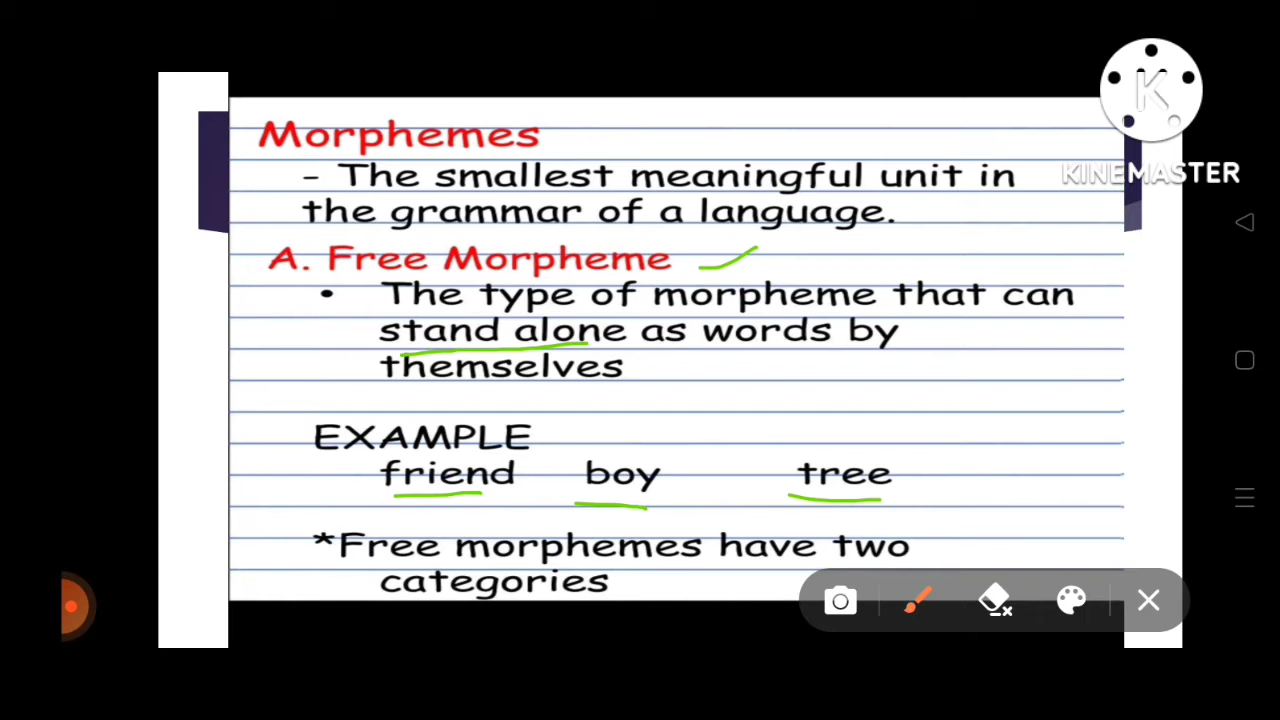 Morphemes
- The smallest meaningful unit in
the grammar of a language.
A. Free Morpheme
• The type of morpheme that can
stand alone as words by
themselves
EXAMPLE
friend boy tree
*Free morphemes have two
categories
K
KINEMASTER